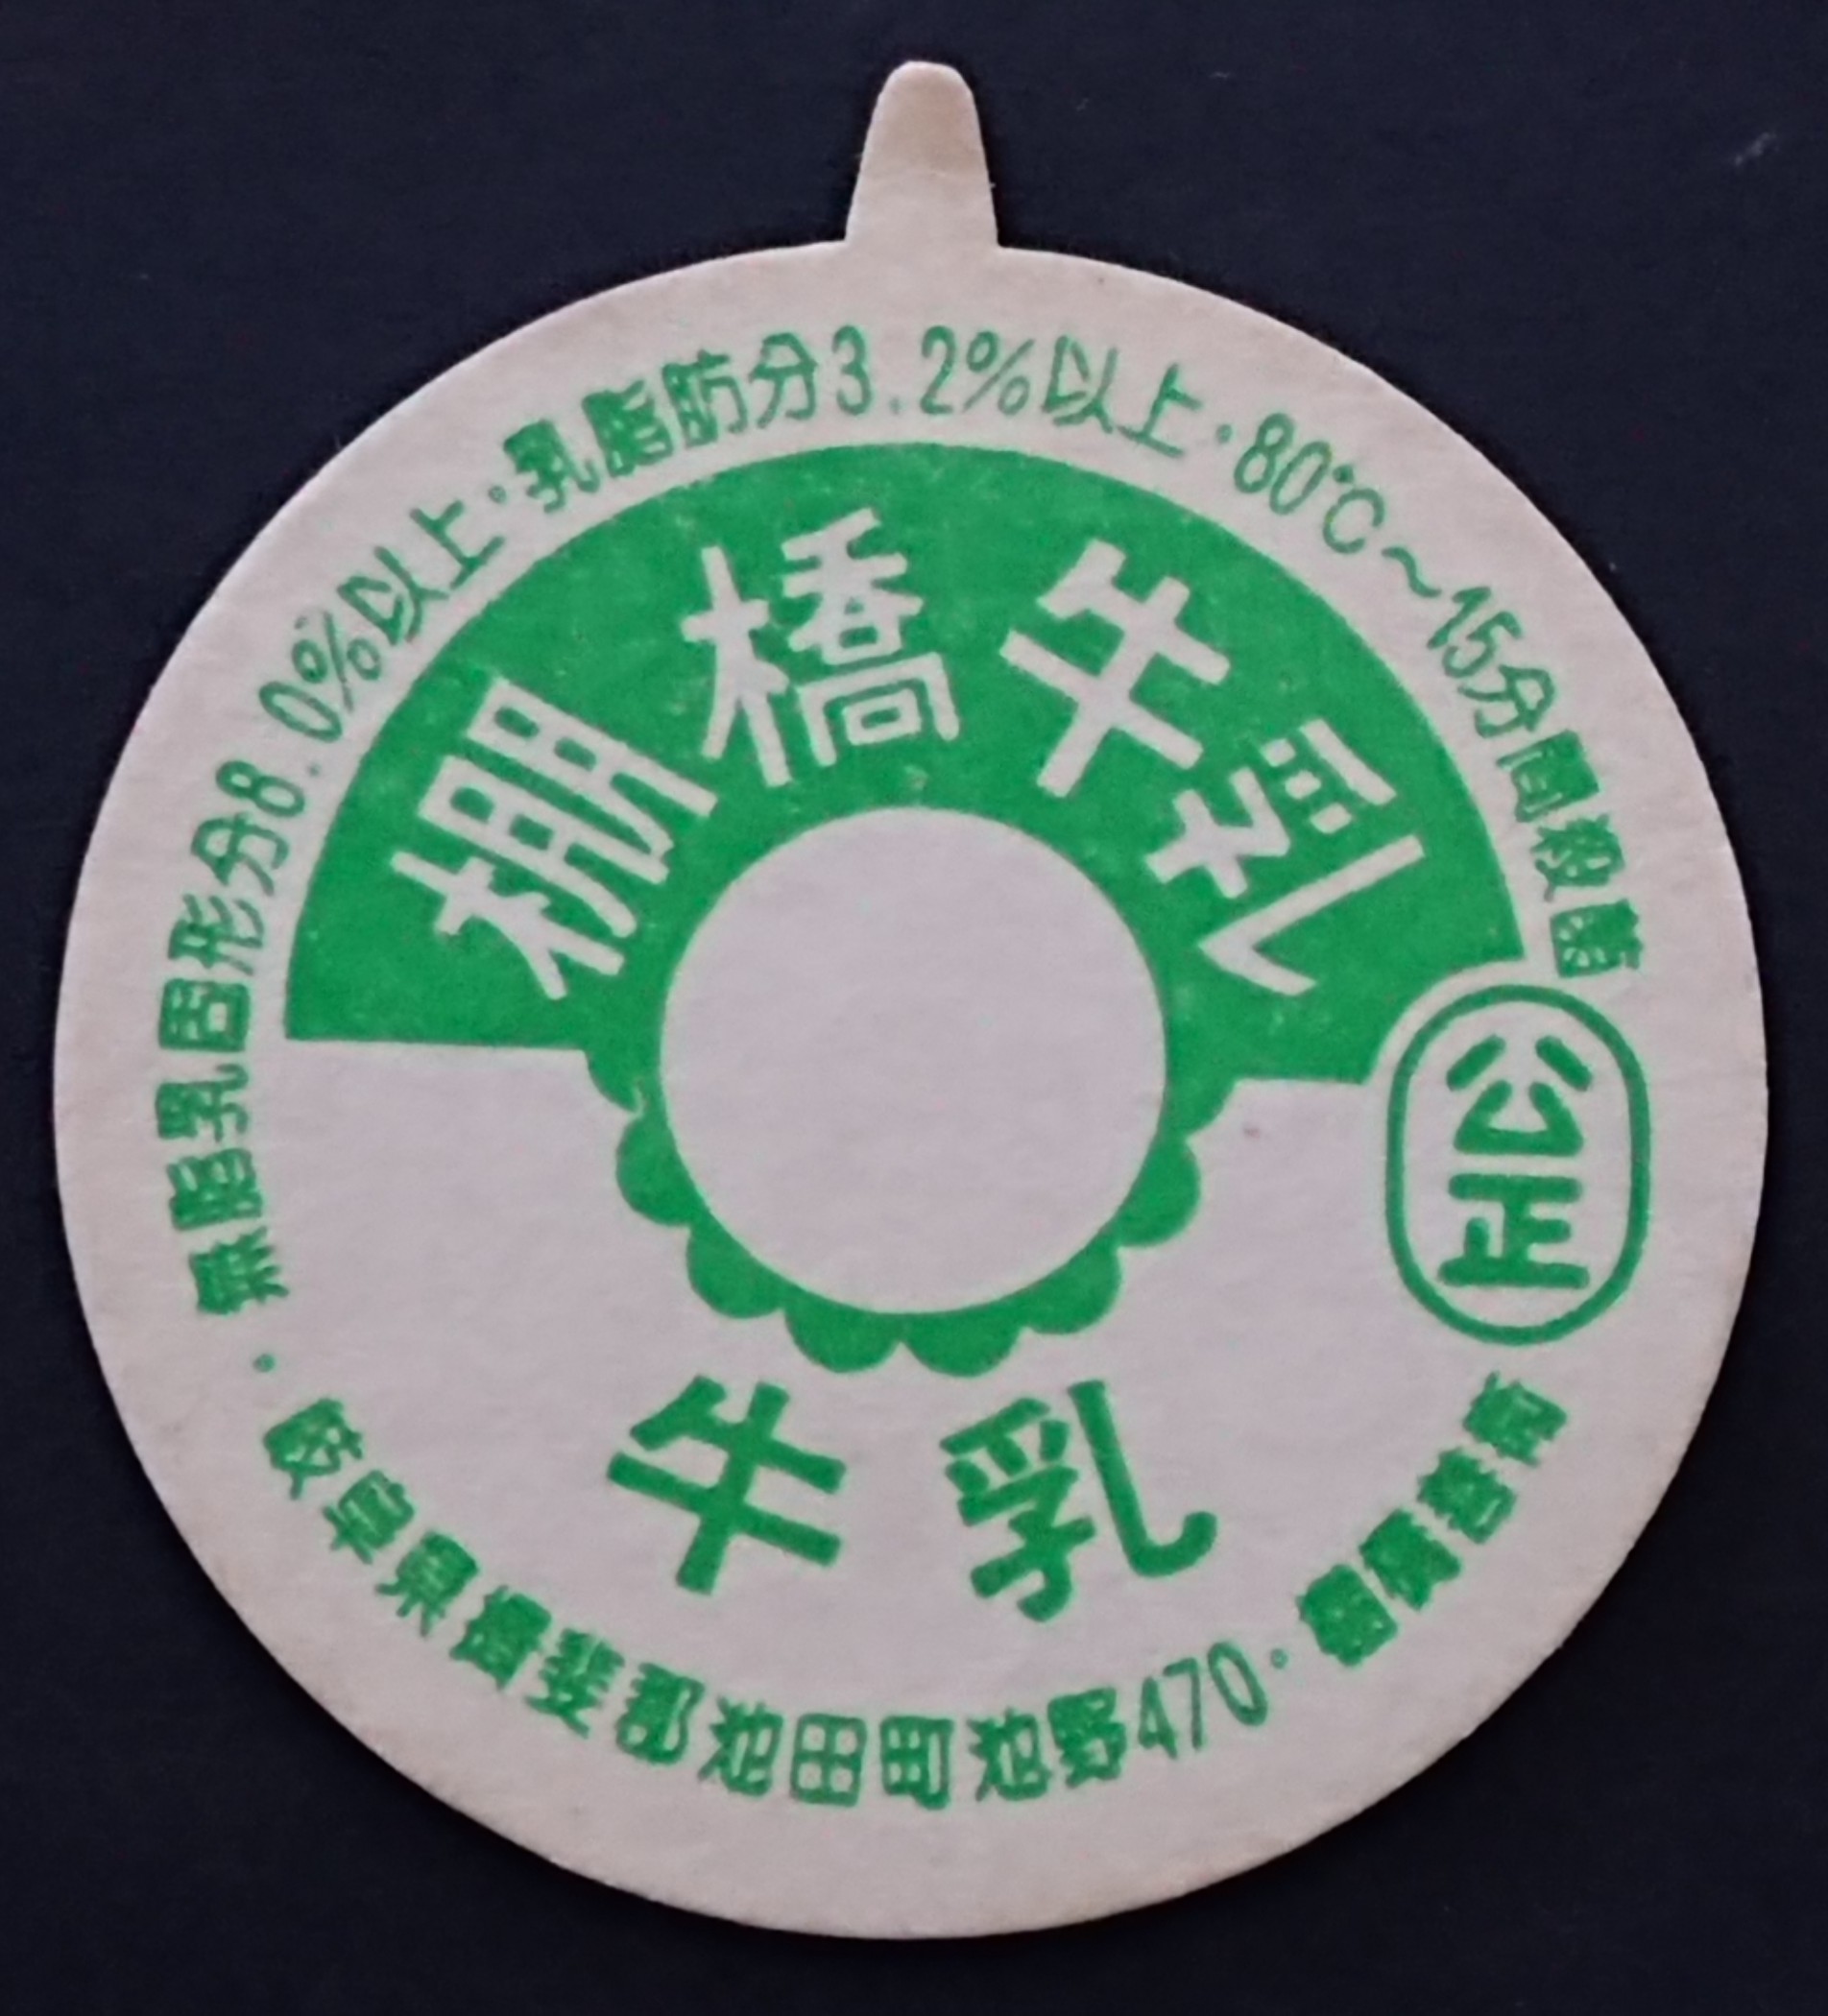 無脂乳固形分8.0%以上・乳脂肪分3.2%以上・80℃～15分間殺菌
棚橋牛乳
公正
牛乳
・岐阜県揖斐郡池田町池野470・棚橋